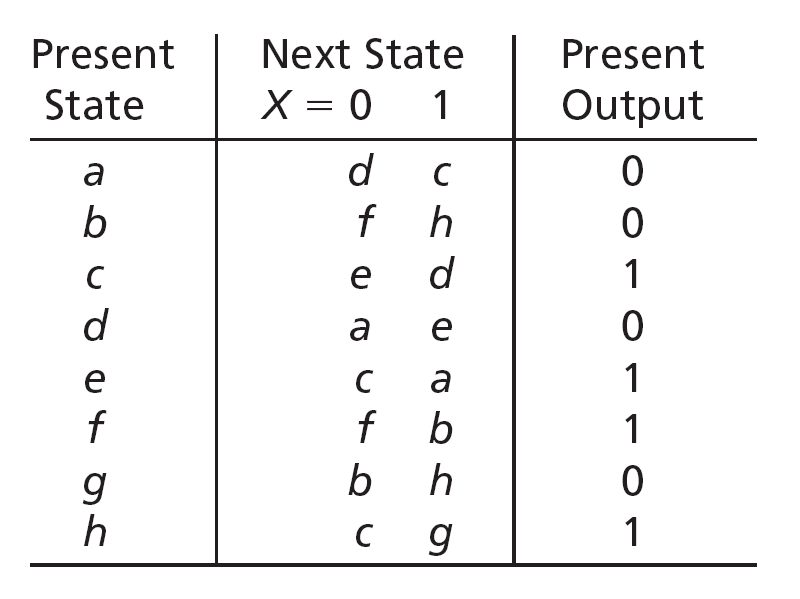 Present Next State Present
State X = 0 1 Output
a d c 0
b f h 0
c e d 1
d a e 0
e c a 1
f f b 1
g b h 0
h c g 1